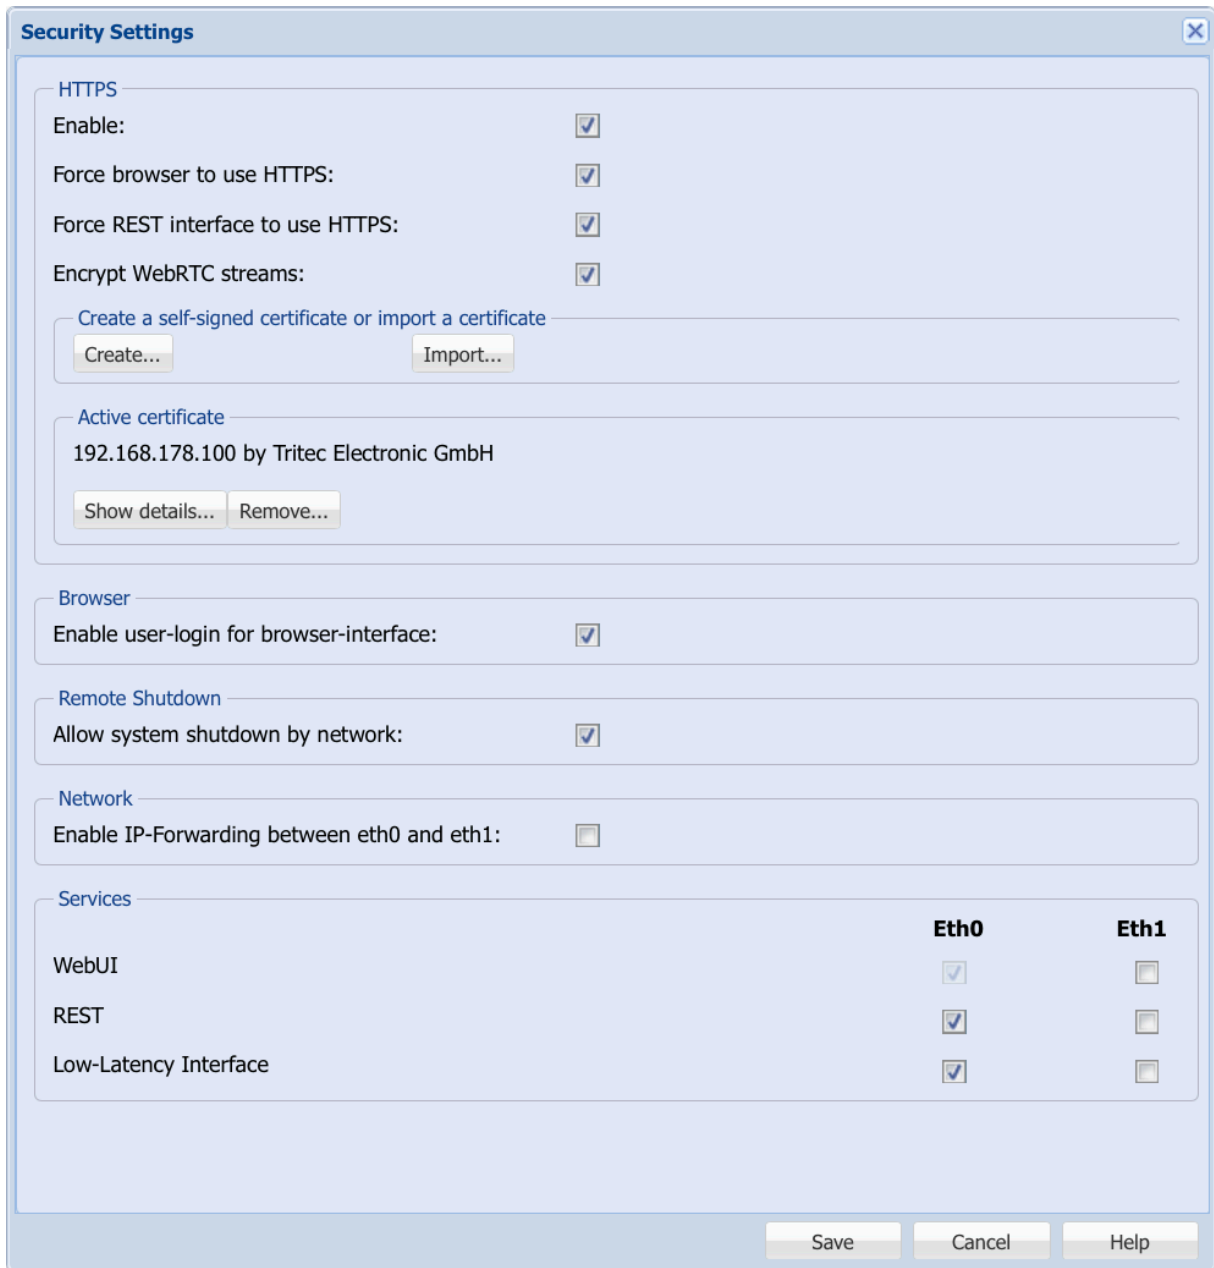 Security Settings
HTTPS
Enable:
Force browser to use HTTPS:
Force REST interface to use HTTPS:
Encrypt WebRTC streams:
Create a self-signed certificate or import a certificate
Create... Import...
Active certificate
192.168.178.100 by Tritec Electronic GmbH
Show details... Remove...
Browser
Enable user-login for browser-interface:
Remote Shutdown
Allow system shutdown by network:
Network
Enable IP-Forwarding between eth0 and eth1:
Services
Eth0 Eth1
WebUI
REST
Low-Latency Interface
Save Cancel Help